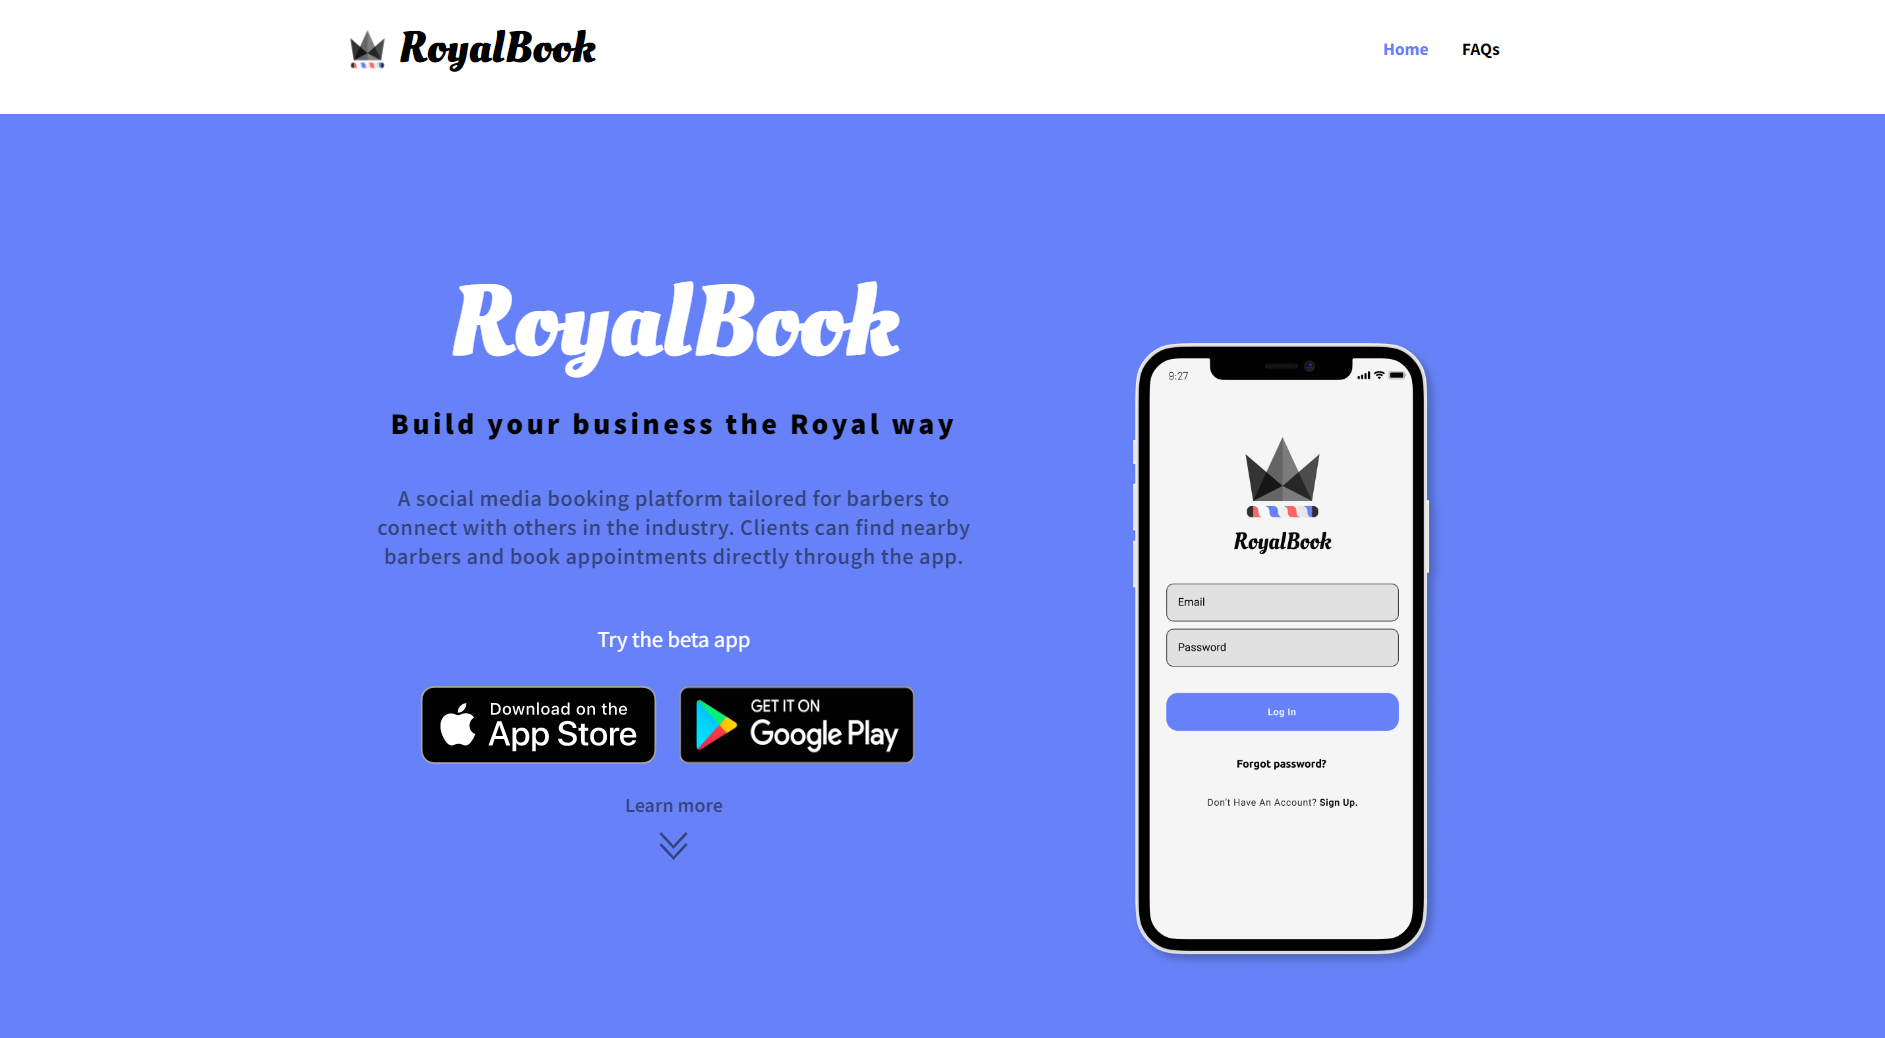 RoyalBook
Home
FAQs
RoyalBook
Build your business the Royal way
A social media booking platform tailored for barbers to
connect with others in the industry. Clients can find nearby
barbers and book appointments directly through the app.
Try the beta app
Download on the
App Store
GET IT ON
Google Play
Learn more
9:27
RoyalBook
Email
Password
Log In
Forgot password?
Don't Have An Account? Sign Up.